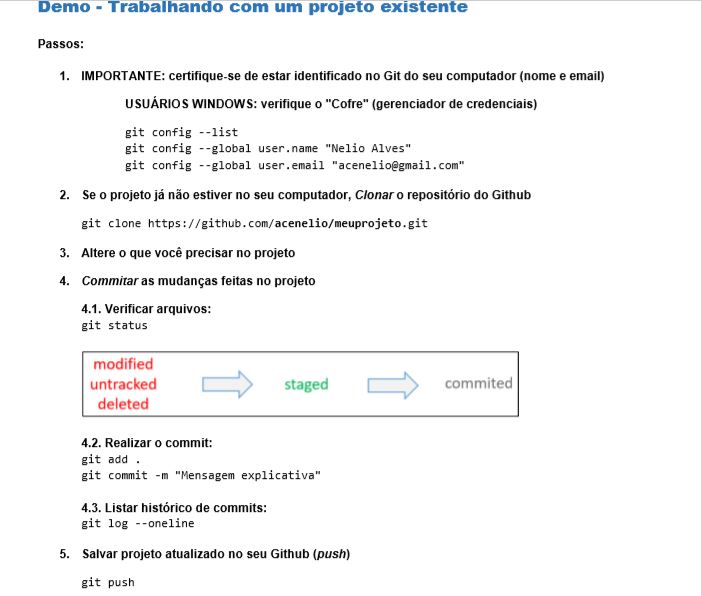 Demo - Trabalhando com um projeto existente
Passos:
1. IMPORTANTE: certifique-se de estar identificado no Git do seu computador (nome e email)
USUÁRIOS WINDOWS: verifique o "Cofre" (gerenciador de credenciais)
git config --list
git config --global user.name "Nelio Alves"
git config --global user.email "acenelio@gmail.com"
2. Se o projeto já não estiver no seu computador, Clonar o repositório do Github
git clone https://github.com/acenelio/meuprojeto.git
3. Altere o que você precisar no projeto
4. Commitar as mudanças feitas no projeto
4.1. Verificar arquivos:
git status
modified
untracked
deleted
staged
commited
4.2. Realizar o commit:
git add .
git commit -m "Mensagem explicativa"
4.3. Listar histórico de commits:
git log --oneline
5. Salvar projeto atualizado no seu Github (push)
git push